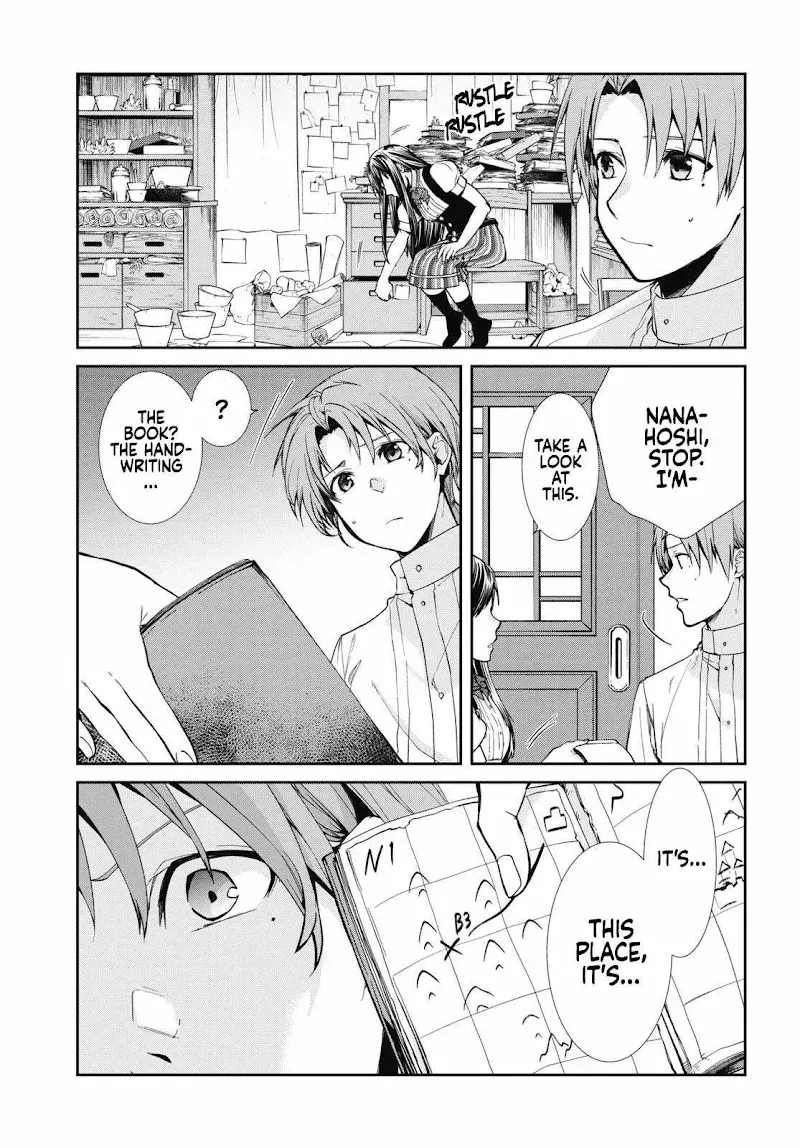 RUSTLE
RUSTLE
NANA-
HOSHI,
STOP.
I'M-
TAKE A
LOOK
AT
THIS.
?
THE
BOOK?
THE HAND-
WRITING
...
N1
B3
IT'S...
THIS
PLACE,
IT'S...